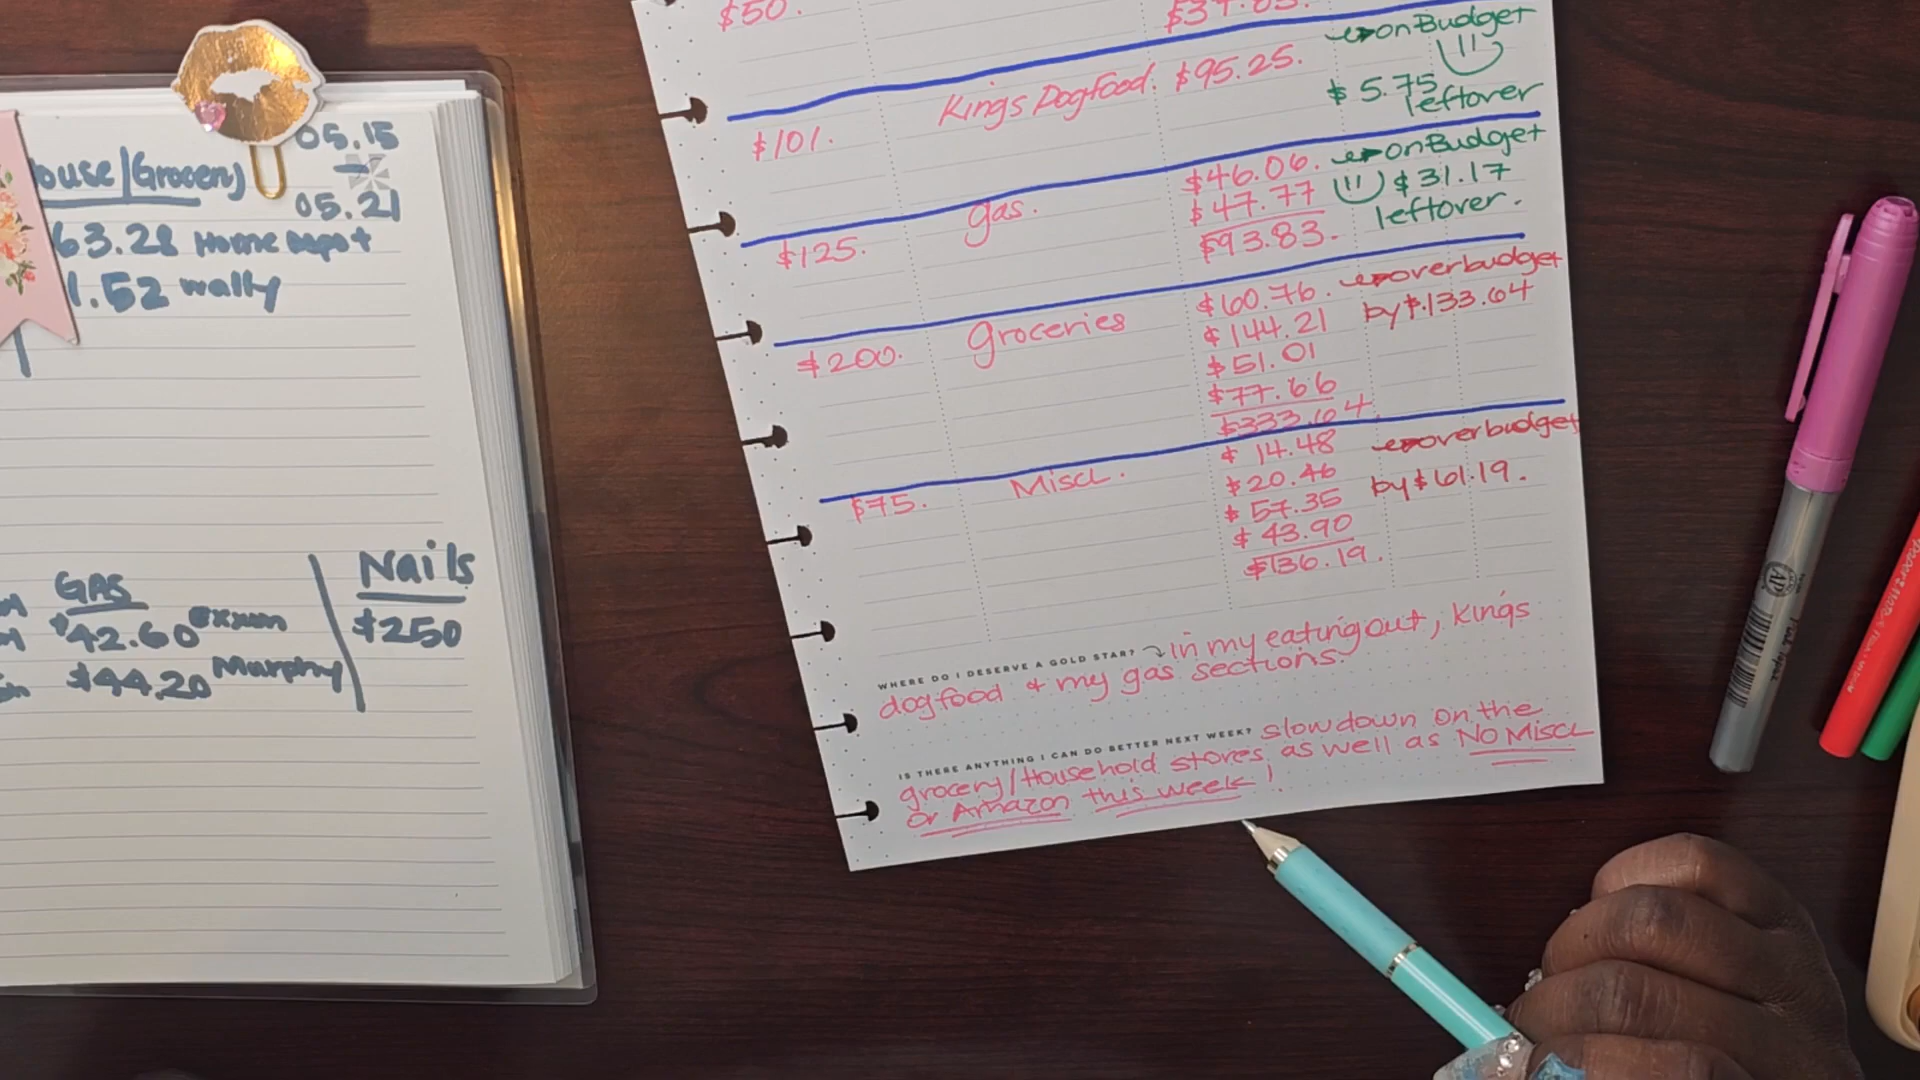 05.15
ouse/Grocery
—
05.21
63.28 Home Depot
1.52 wally
GAS
$42.60 Exxon
$44.20 Murphy
Nails
$250
$50.
$101. Kings Dogfood. $95.25. on Budget
$5.75
leftover
$125. gas. $46.06. on Budget
$47.77 $31.17
$93.83. leftover.
$200. groceries $60.76. overbudget
$144.21 by $.133.64
$51.01
$77.66
$333.64.
$75. Miscl. $14.48 overbudget
$20.46 by $61.19.
$57.35
$43.90
$136.19.
WHERE DO I DESERVE A GOLD STAR? in my eating out, Kings
dogfood + my gas sections.
IS THERE ANYTHING I CAN DO BETTER NEXT WEEK? slow down on the
grocery/Household stores, as well as NO MISCL
or Amazon this week!